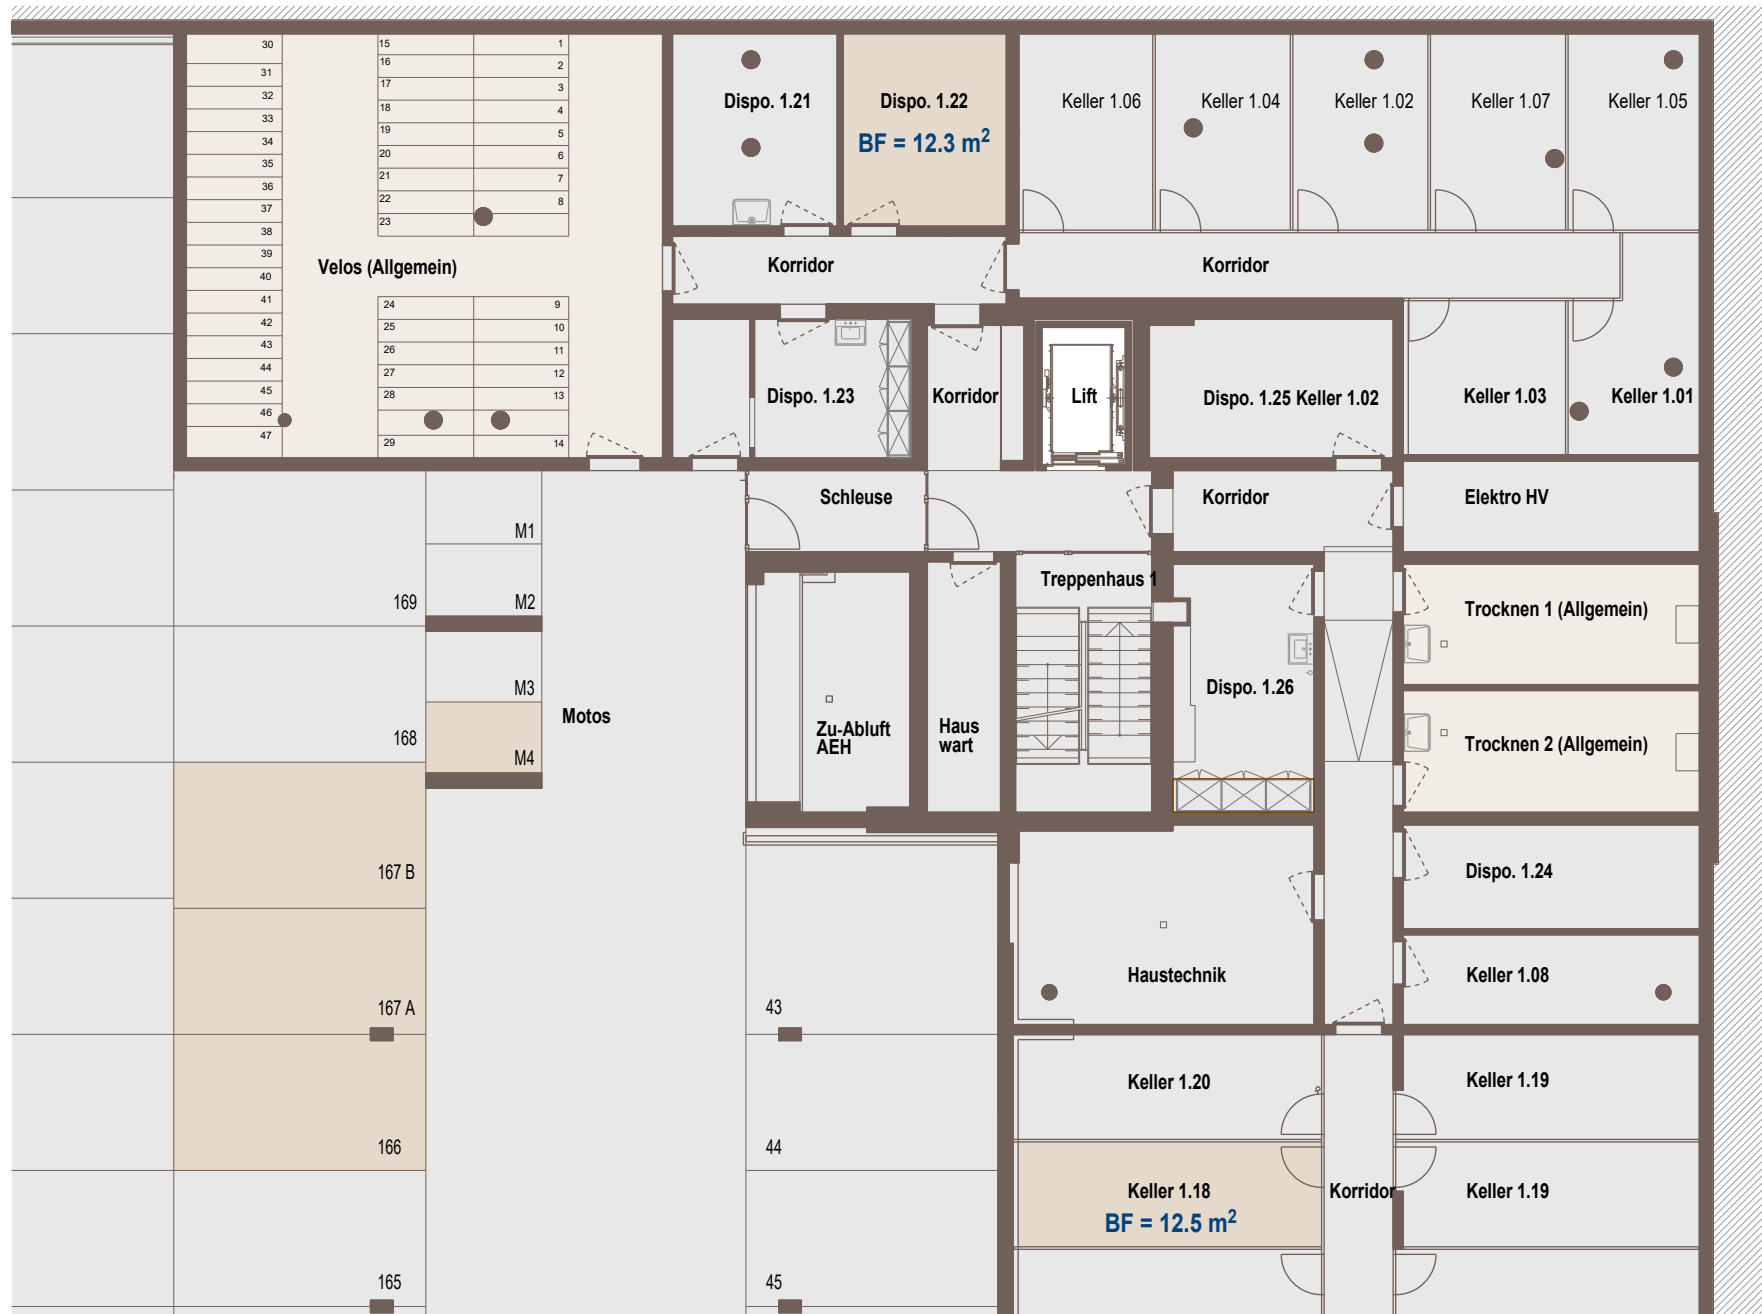 30
31
32
33
34
35
36
37
38
39
40
41
42
43
44
45
46
47
15
16
17
18
19
20
21
22
23
1
2
3
4
5
6
7
8
Velos (Allgemein)
24
25
26
27
28
29
9
10
11
12
13
14
Dispo. 1.21
Dispo. 1.22
BF = 12.3 m²
Keller 1.06
Keller 1.04
Keller 1.02
Keller 1.07
Keller 1.05
Korridor
Korridor
Dispo. 1.23
Korridor
Lift
Dispo. 1.25 Keller 1.02
Keller 1.03
Keller 1.01
Schleuse
Korridor
Elektro HV
M1
M2
M3
M4
Motos
169
168
167 B
167 A
166
165
Treppenhaus 1
Zu-Abluft
AEH
Haus
wart
Dispo. 1.26
Trocknen 1 (Allgemein)
Trocknen 2 (Allgemein)
Dispo. 1.24
Haustechnik
Keller 1.08
43
44
45
Keller 1.20
Keller 1.19
Keller 1.18
BF = 12.5 m²
Korridor
Keller 1.19